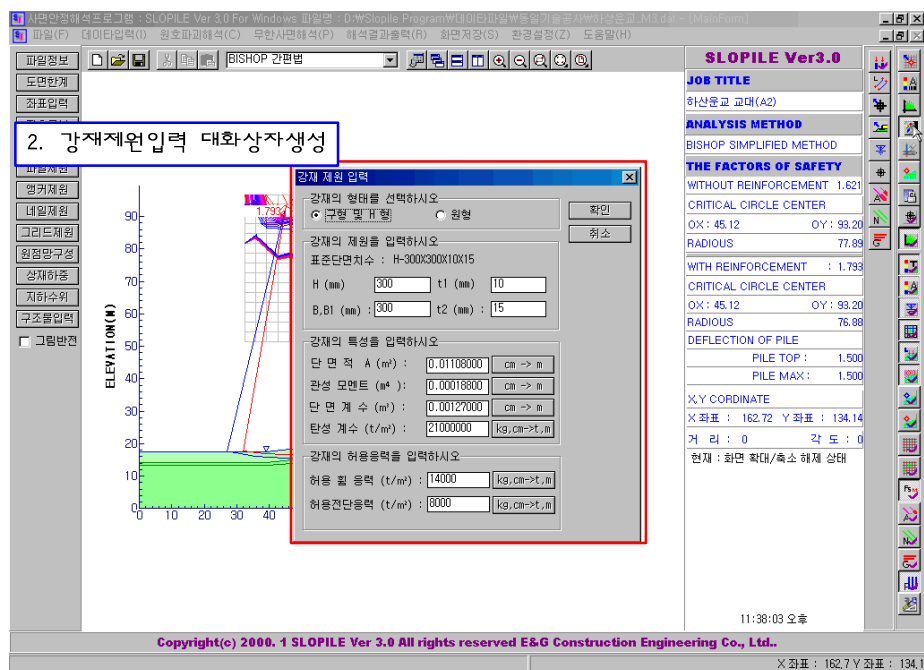 사면안정해석프로그램 : SLOPILE Ver 3.0 For Windows 파일명 : D:\Slopile Program\데이타파일\동일기술공사\하상운교_M3.dat - [MainForm]
파일(F) 데이타입력(I) 원호파괴해석(C) 무한사면해석(P) 해석결과출력(R) 화면저장(S) 환경설정(Z) 도움말(H)
파일정보
BISHOP 간편법
도면한계
좌표입력
2. 강재제원입력 대화상자생성
파일제원
앵커제원
네일제원
그리드제원
원점망구성
상재하중
지하수위
구조물입력
그림반전
ELEVATION(M)
90
80
70
60
50
40
30
20
10
0
0 10 20 30 40
1.793
강재 제원 입력
강재의 형태를 선택하시오
구형 및 H 형 원형
확인
취소
강재의 제원을 입력하시오
표준단면치수 : H-300X300X10X15
H (mm) 300 t1 (mm) 10
B,B1 (mm) : 300 t2 (mm) : 15
강재의 특성을 입력하시오
단 면 적 A (m²) : 0.01108000 cm -> m
관성 모멘트 (m⁴ ): 0.00018800 cm -> m
단 면 계 수 (m³) : 0.00127000 cm -> m
탄성 계수 (t/m²) : 21000000 kg,cm->t,m
강재의 허용응력을 입력하시오
허용 휨 응력 (t/m²) : 14000 kg,cm->t,m
허용전단응력 (t/m²) : 8000 kg,cm->t,m
SLOPILE Ver3.0
JOB TITLE
하산운교 교대(A2)
ANALYSIS METHOD
BISHOP SIMPLIFIED METHOD
THE FACTORS OF SAFETY
WITHOUT REINFORCEMENT 1.621
CRITICAL CIRCLE CENTER
OX : 45.12 OY : 93.20
RADIOUS 77.89
WITH REINFORCEMENT : 1.793
CRITICAL CIRCLE CENTER
OX : 45.12 OY : 93.20
RADIOUS 76.88
DEFLECTION OF PILE
PILE TOP : 1.500
PILE MAX : 1.500
X,Y CORDINATE
X 좌표 : 162.72 Y 좌표 : 134.14
거 리 : 0 각 도 : 0
현재 : 화면 확대/축소 해제 상태
11:38:03 오후
Copyright(c) 2000. 1 SLOPILE Ver 3.0 All rights reserved E&G Construction Engineering Co., Ltd..
X 좌표 : 162.7 Y 좌표 : 134.1